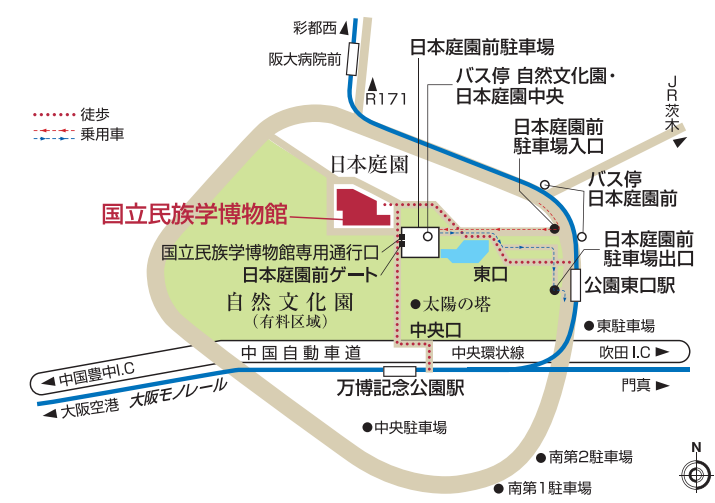 彩都西
阪大病院前
日本庭園前駐車場
バス停 自然文化園・
日本庭園中央
R171
JR茨木
徒歩
乗用車
日本庭園前
駐車場入口
日本庭園
バス停
日本庭園前
国立民族学博物館
国立民族学博物館専用通行口
日本庭園前ゲート
日本庭園前
駐車場出口
東口
公園東口駅
自然文化園
(有料区域)
太陽の塔
中央口
東駐車場
中国自動車道
中央環状線
吹田I.C
中国豊中I.C
大阪空港
大阪モノレール
万博記念公園駅
門真
中央駐車場
N
南第2駐車場
南第1駐車場